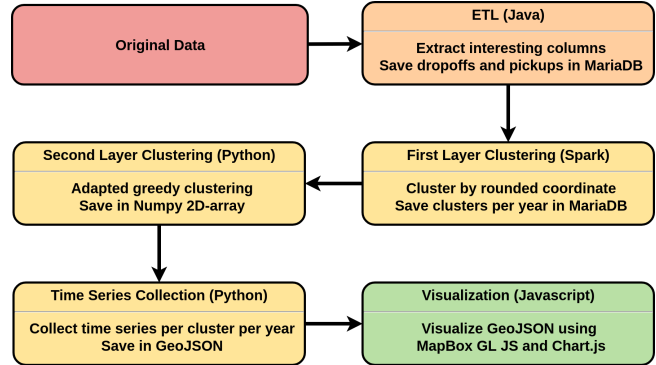 Original Data
ETL (Java)
Extract interesting columns
Save dropoffs and pickups in MariaDB
First Layer Clustering (Spark)
Cluster by rounded coordinate
Save clusters per year in MariaDB
Second Layer Clustering (Python)
Adapted greedy clustering
Save in Numpy 2D-array
Time Series Collection (Python)
Collect time series per cluster per year
Save in GeoJSON
Visualization (Javascript)
Visualize GeoJSON using
MapBox GL JS and Chart.js